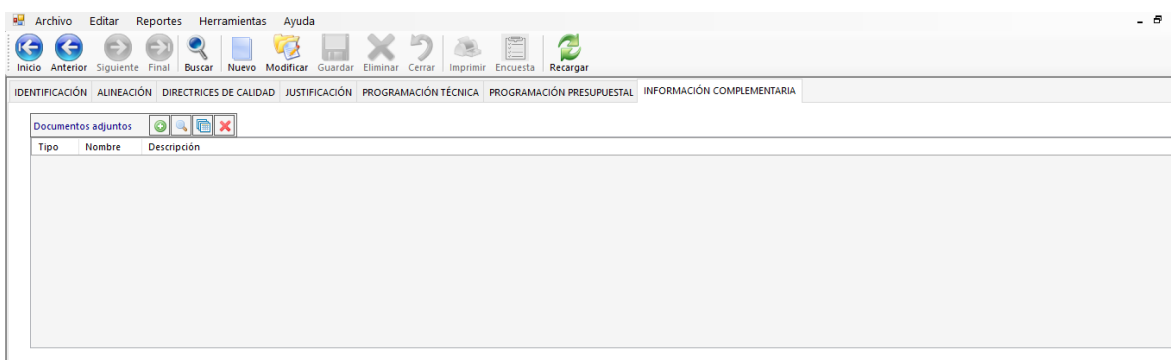 Archivo Editar Reportes Herramientas Ayuda
Inicio Anterior Siguiente Final Buscar Nuevo Modificar Guardar Eliminar Cerrar Imprimir Encuesta Recargar
IDENTIFICACIÓN ALINEACIÓN DIRECTRICES DE CALIDAD JUSTIFICACIÓN PROGRAMACIÓN TÉCNICA PROGRAMACIÓN PRESUPUESTAL INFORMACIÓN COMPLEMENTARIA
Documentos adjuntos
Tipo Nombre Descripción